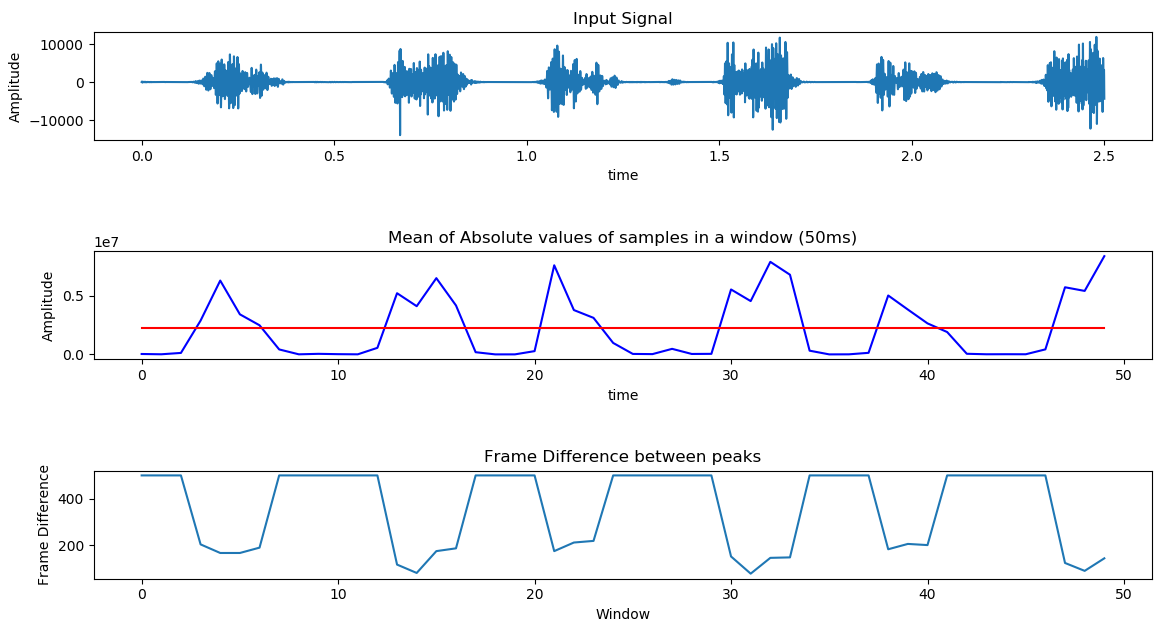 Input Signal
10000
0
−10000
Amplitude
0.0 0.5 1.0 1.5 2.0 2.5
time
Mean of Absolute values of samples in a window (50ms)
1e7
0.5
0.0
Amplitude
0 10 20 30 40 50
time
Frame Difference between peaks
400
200
Frame Difference
0 10 20 30 40 50
Window